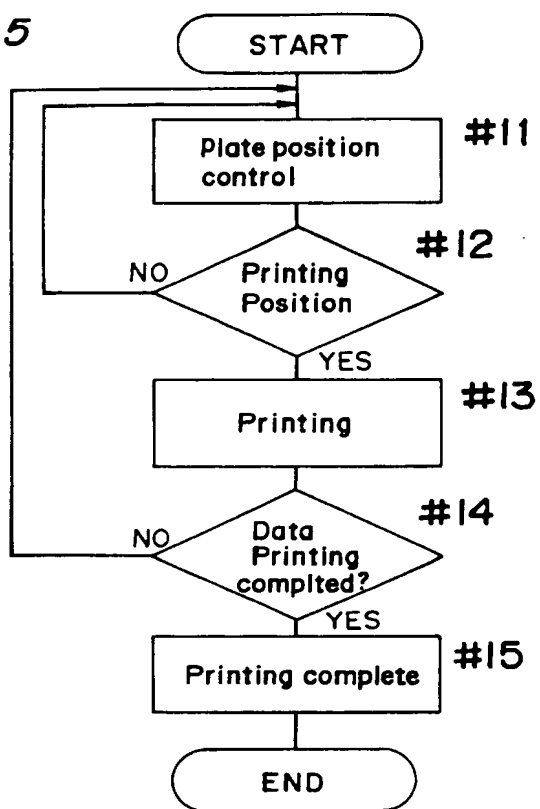 5
START
#11
Plate position
control
#12
NO
Printing
Position
YES
#13
Printing
#14
NO
Data
Printing
complted?
YES
#15
Printing complete
END